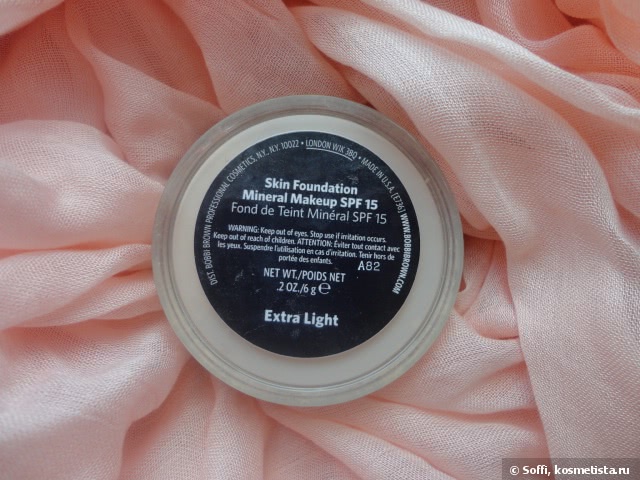 DIST. BOBBI BROWN PROFESSIONAL COSMETICS, N.Y., N.Y. 10022 • LONDON W1K 3BQ • MADE IN U.S.A. [E736] WWW.BOBBIBROWN.COM
Skin Foundation
Mineral Makeup SPF 15
Fond de Teint Minéral SPF 15
WARNING: Keep out of eyes. Stop use if irritation occurs.
Keep out of reach of children. ATTENTION: Éviter tout contact avec
les yeux. Suspendre l'utilisation en cas d'irritation. Tenir hors de
portée des enfants.
A82
NET WT./POIDS NET
.2 OZ./6 g ℮
Extra Light
© Soffi, kosmetista.ru